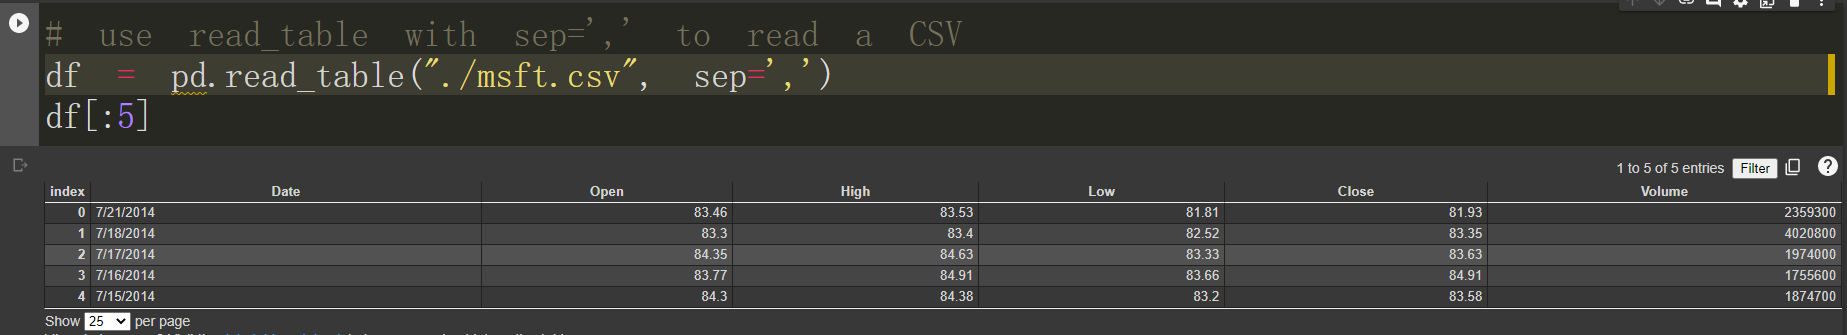 # use read_table with sep=',' to read a CSV
df = pd.read_table("./msft.csv", sep=',')
df[:5]
1 to 5 of 5 entries Filter
index Date Open High Low Close Volume
0 7/21/2014 83.46 83.53 81.81 81.93 2359300
1 7/18/2014 83.3 83.4 82.52 83.35 4020800
2 7/17/2014 84.35 84.63 83.33 83.63 1974000
3 7/16/2014 83.77 84.91 83.66 84.91 1755600
4 7/15/2014 84.3 84.38 83.2 83.58 1874700
Show 25 per page